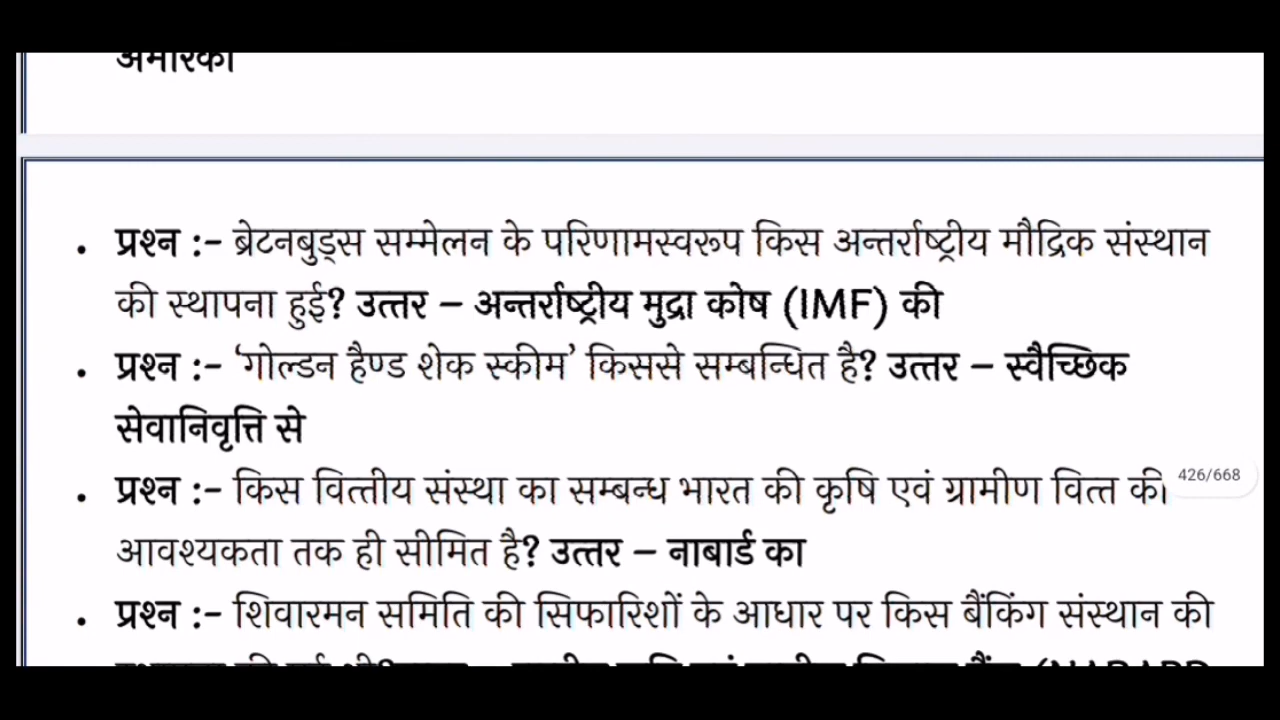 अमेरिका
• प्रश्न :- ब्रेटनबुड्स सम्मेलन के परिणामस्वरूप किस अन्तर्राष्ट्रीय मौद्रिक संस्थान
की स्थापना हुई? उत्तर – अन्तर्राष्ट्रीय मुद्रा कोष (IMF) की
• प्रश्न :- ‘गोल्डन हैण्ड शेक स्कीम’ किससे सम्बन्धित है? उत्तर – स्वैच्छिक
सेवानिवृत्ति से
• प्रश्न :- किस वित्तीय संस्था का सम्बन्ध भारत की कृषि एवं ग्रामीण वित्त की
426/668
आवश्यकता तक ही सीमित है? उत्तर – नाबार्ड का
• प्रश्न :- शिवारमन समिति की सिफारिशों के आधार पर किस बैंकिंग संस्थान की